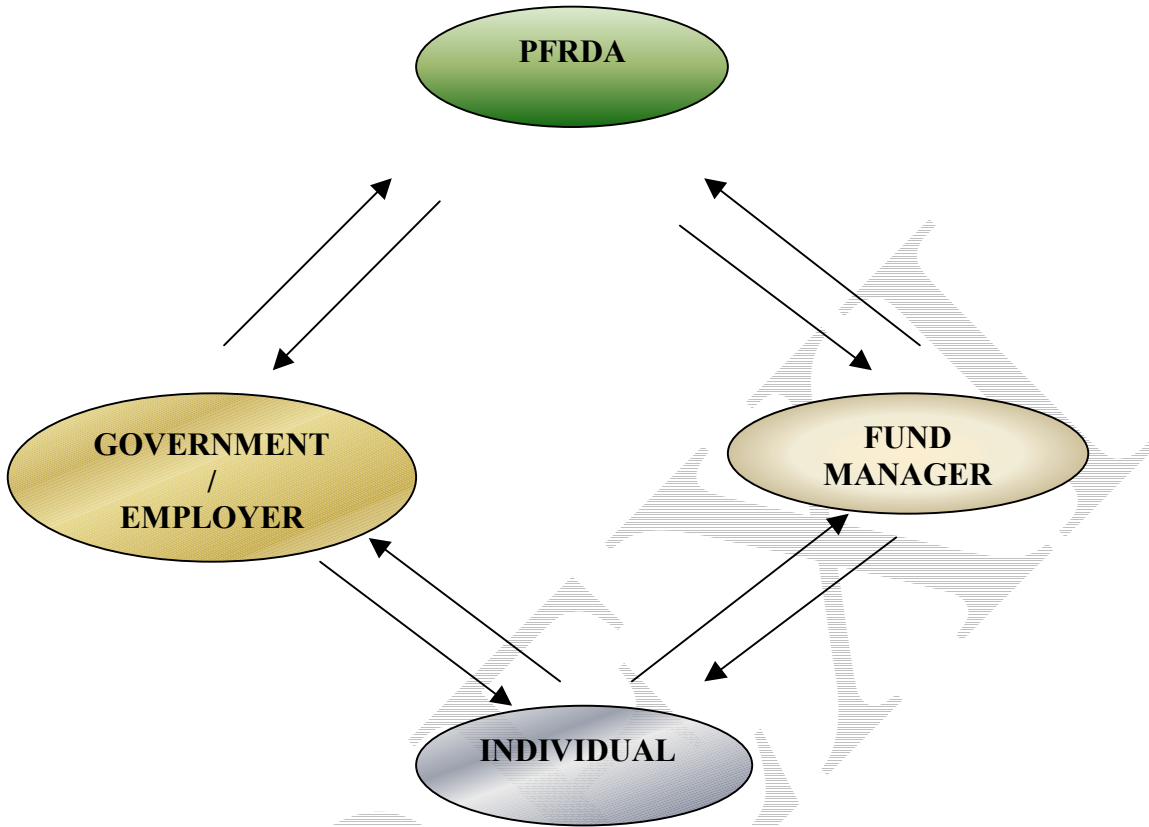 PFRDA
GOVERNMENT
/
EMPLOYER
FUND
MANAGER
INDIVIDUAL